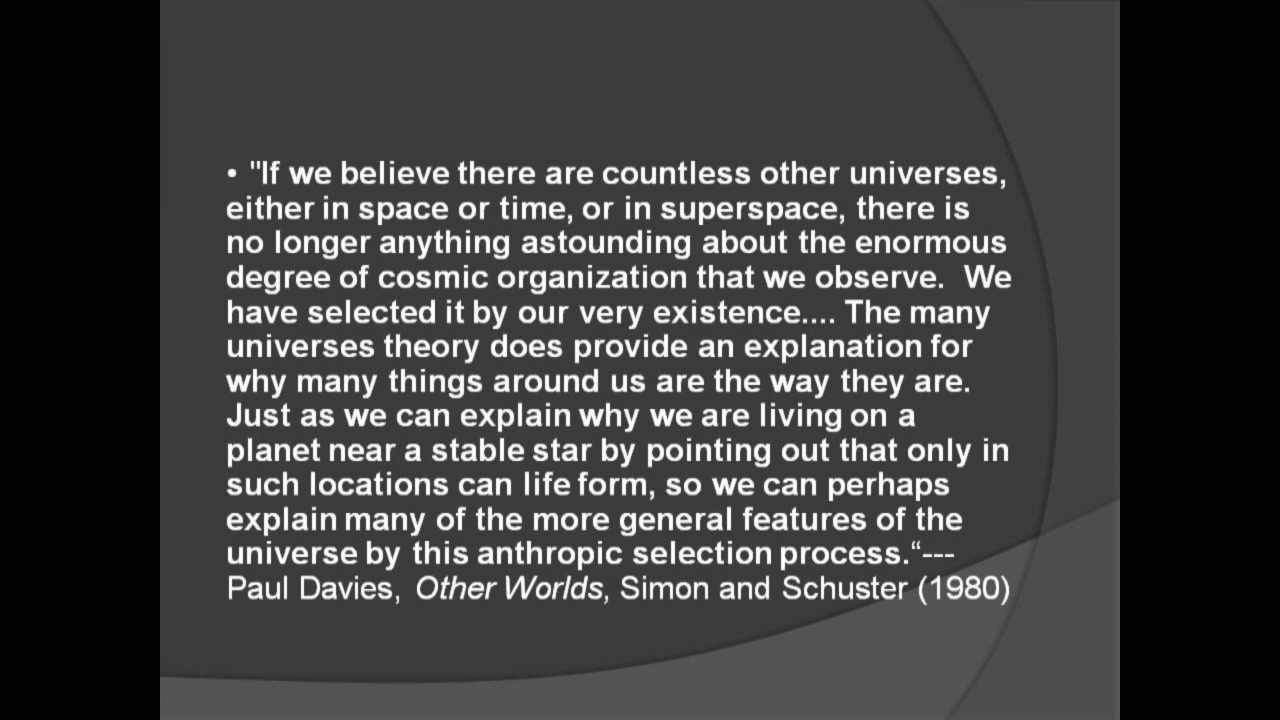 • "If we believe there are countless other universes,
either in space or time, or in superspace, there is
no longer anything astounding about the enormous
degree of cosmic organization that we observe.  We
have selected it by our very existence.... The many
universes theory does provide an explanation for
why many things around us are the way they are.
Just as we can explain why we are living on a
planet near a stable star by pointing out that only in
such locations can life form, so we can perhaps
explain many of the more general features of the
universe by this anthropic selection process.“---
Paul Davies, Other Worlds, Simon and Schuster (1980)